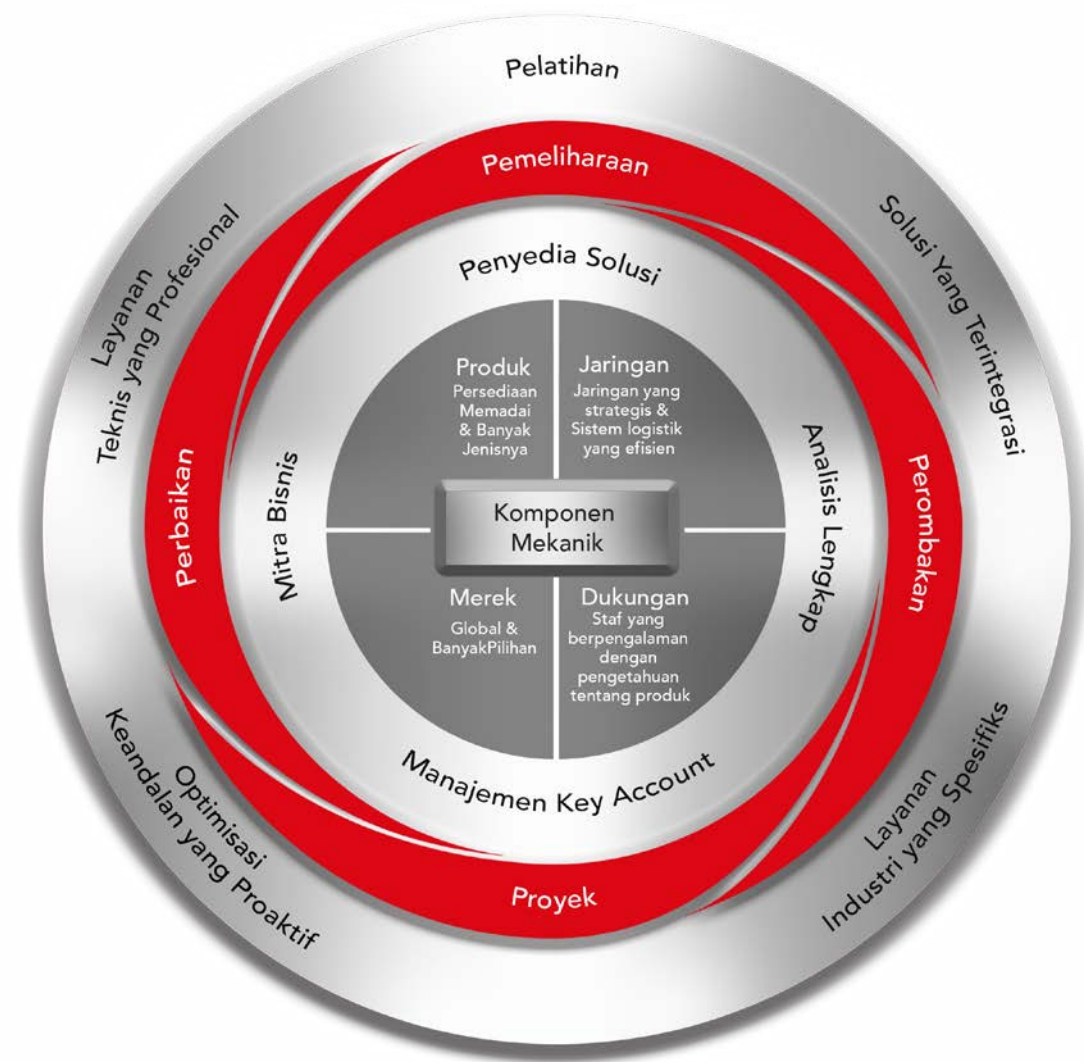 Pelatihan
Pemeliharaan
Solusi Yang Terintegrasi
Layanan
Teknis yang Profesional
Penyedia Solusi
Produk
Persediaan
Memadai
& Banyak
Jenisnya
Jaringan
Jaringan yang
strategis &
Sistem logistik
yang efisien
Perbaikan
Mitra Bisnis
Komponen
Mekanik
Analisis Lengkap
Perombakan
Merek
Global &
BanyakPilihan
Dukungan
Staf yang
berpengalaman
dengan
pengetahuan
tentang produk
Manajemen Key Account
Optimisasi
Keandalan yang Proaktif
Proyek
Layanan
Industri yang Spesifiks